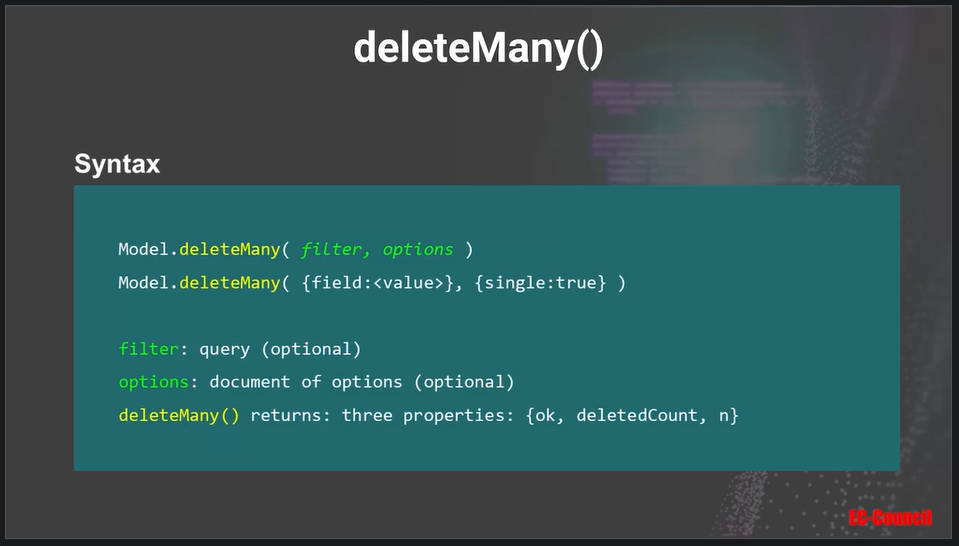 deleteMany()
Syntax
Model.deleteMany( filter, options )
Model.deleteMany( {field:<value>}, {single:true} )
filter: query (optional)
options: document of options (optional)
deleteMany() returns: three properties: {ok, deletedCount, n}
EC-Council